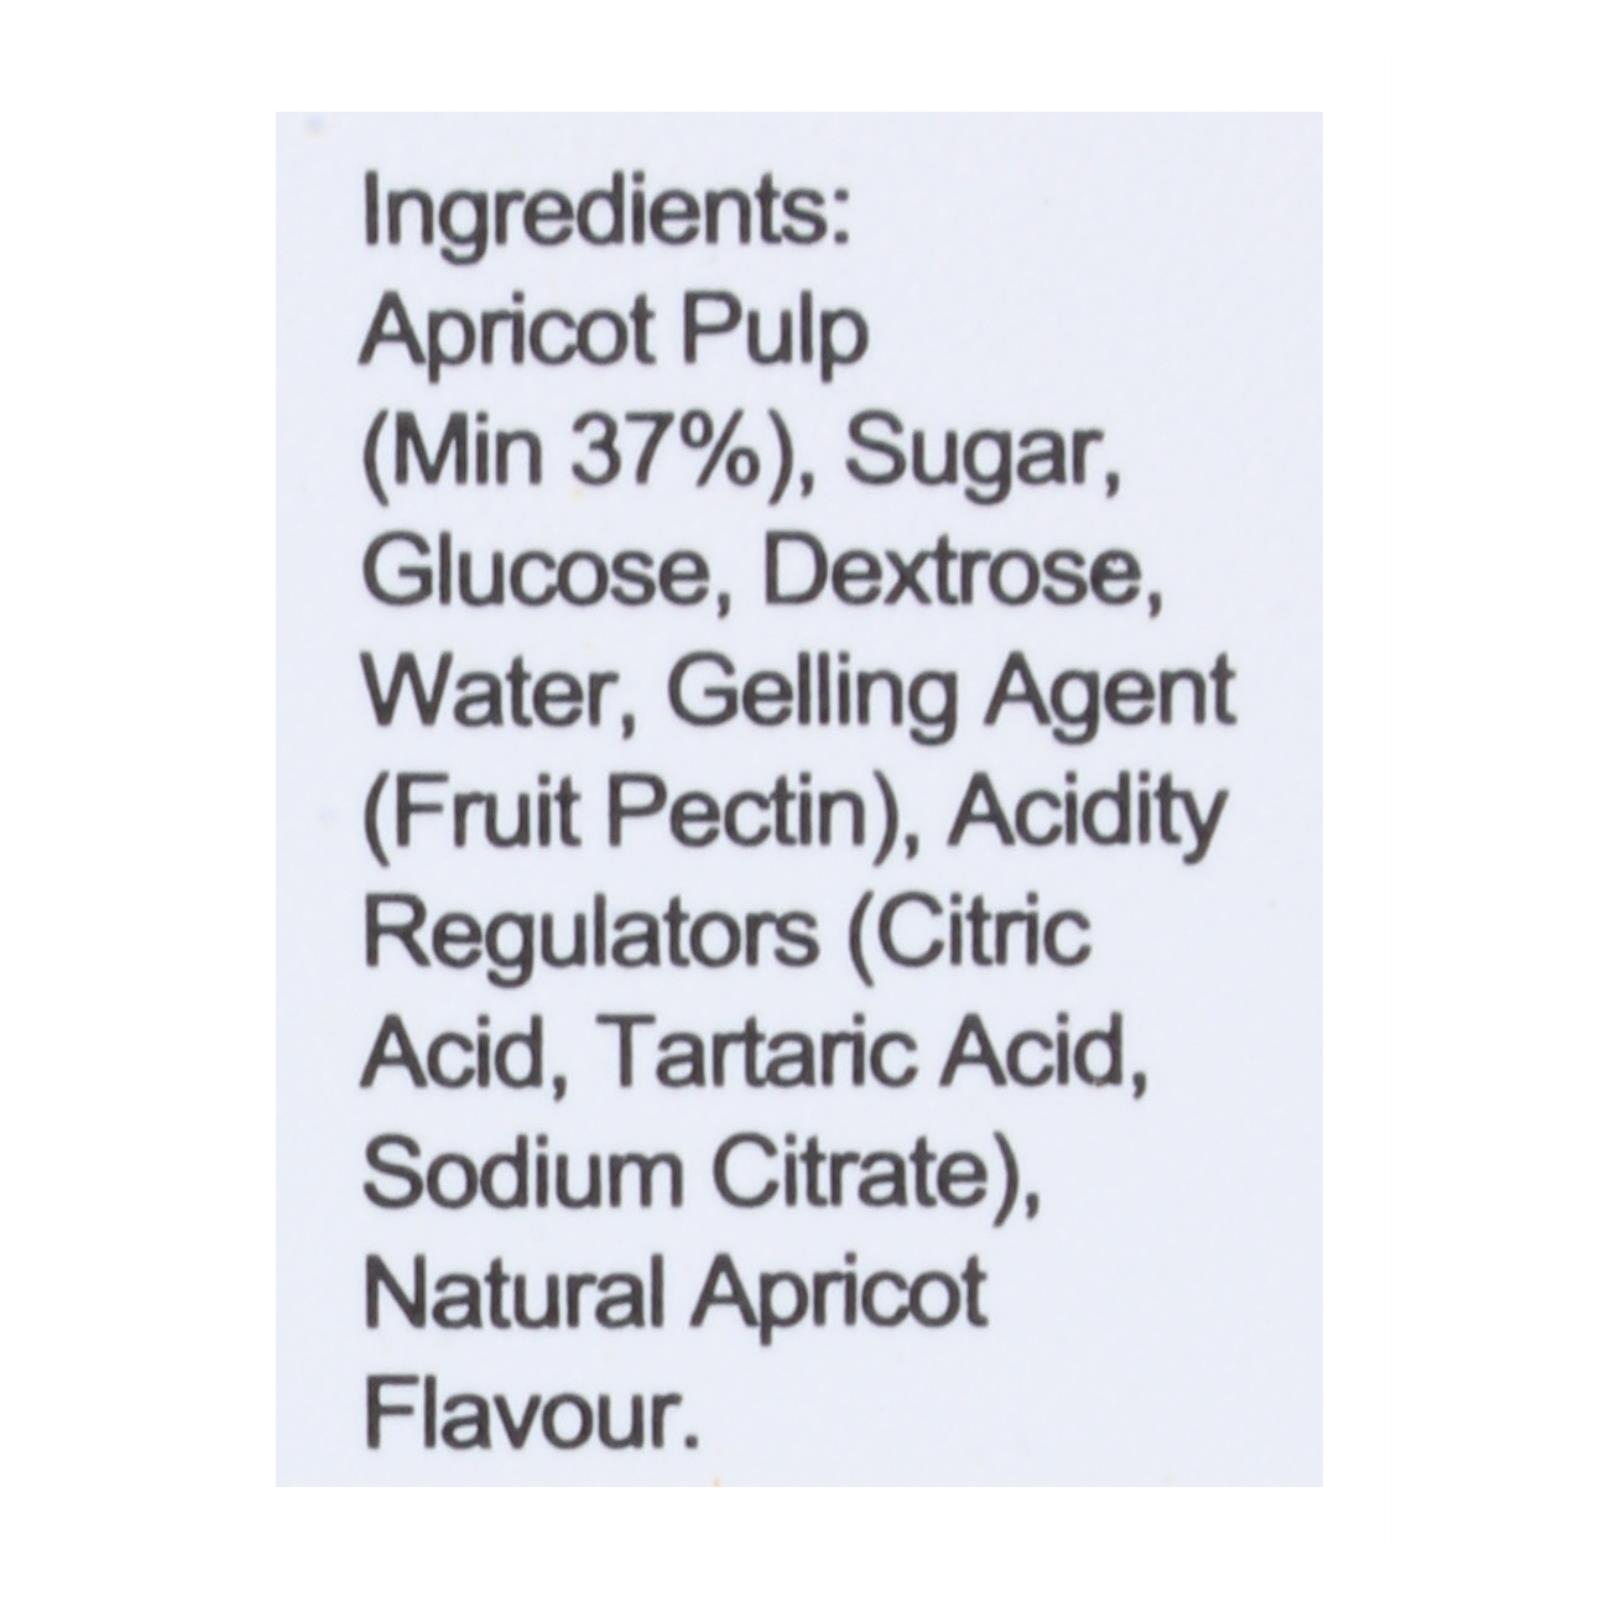 Ingredients:
Apricot Pulp
(Min 37%), Sugar,
Glucose, Dextrose,
Water, Gelling Agent
(Fruit Pectin), Acidity
Regulators (Citric
Acid, Tartaric Acid,
Sodium Citrate),
Natural Apricot
Flavour.